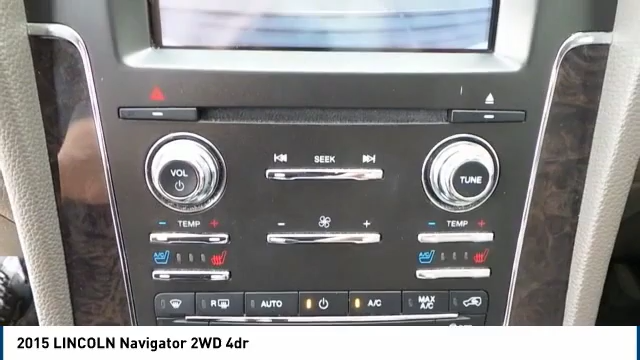 VOL
SEEK
TUNE
− TEMP +
− +
− TEMP +
A/C
A/C
R
AUTO
A/C
MAX A/C
2015 LINCOLN Navigator 2WD 4dr